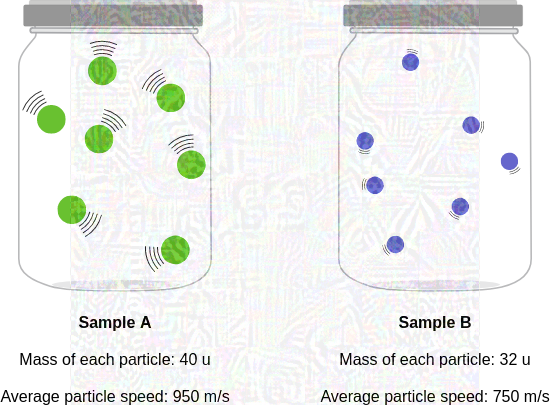 Sample A
Sample B
Mass of each particle: 40 u
Mass of each particle: 32 u
Average particle speed: 950 m/s
Average particle speed: 750 m/s